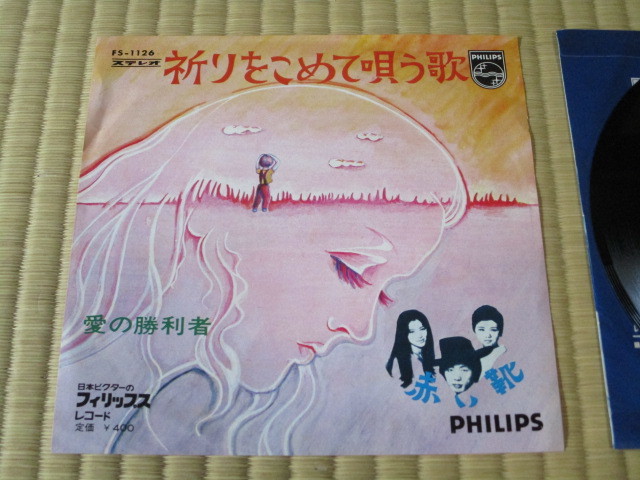 FS-1126
ステレオ
祈りをこめて唄う歌
PHILIPS
愛の勝利者
赤い靴
日本ビクターの
フィリップス
レコード
定価 ￥400
PHILIPS